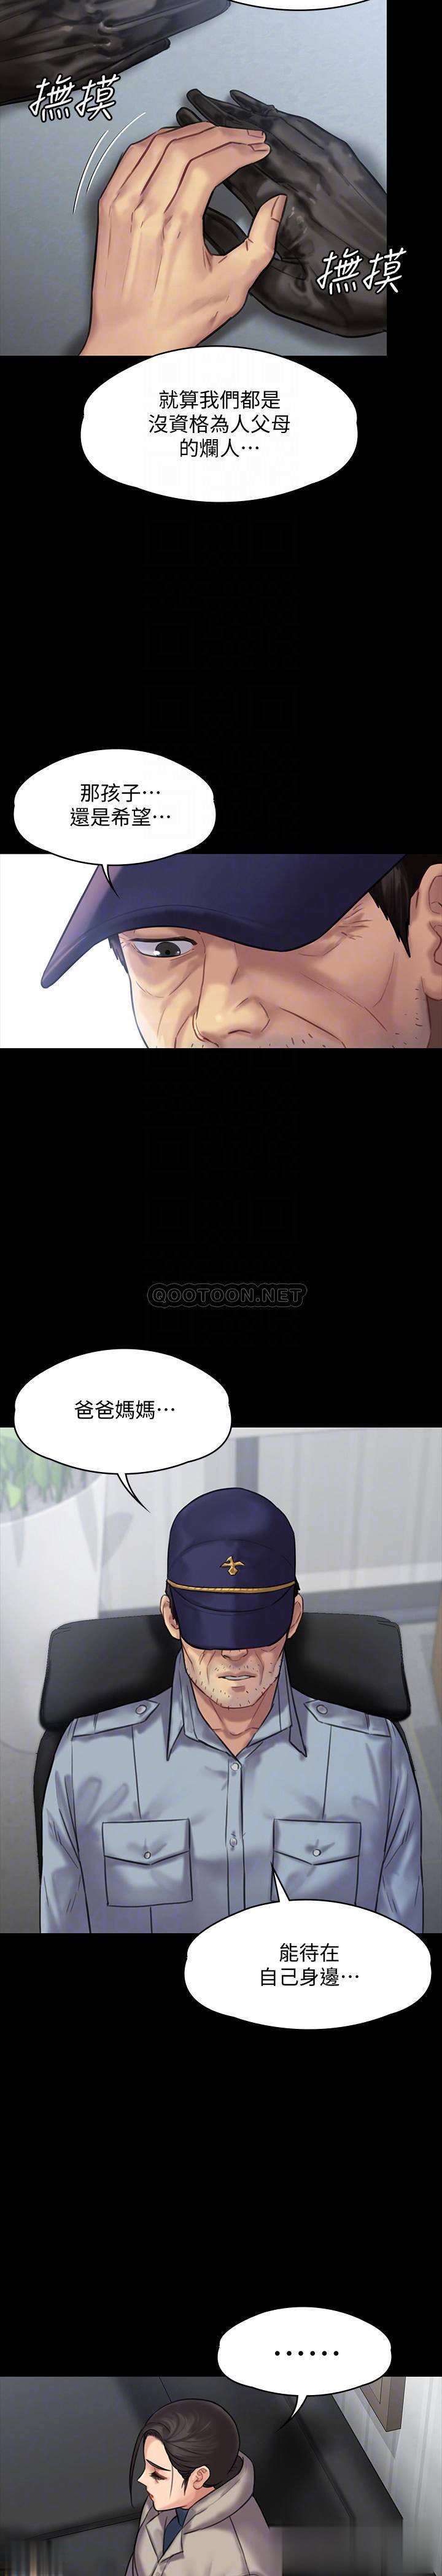 撫摸
撫摸
就算我們都是
沒資格為人父母
的爛人…
那孩子…
還是希望…
QOOTOON.NET
爸爸媽媽…
能待在
自己身邊…
……